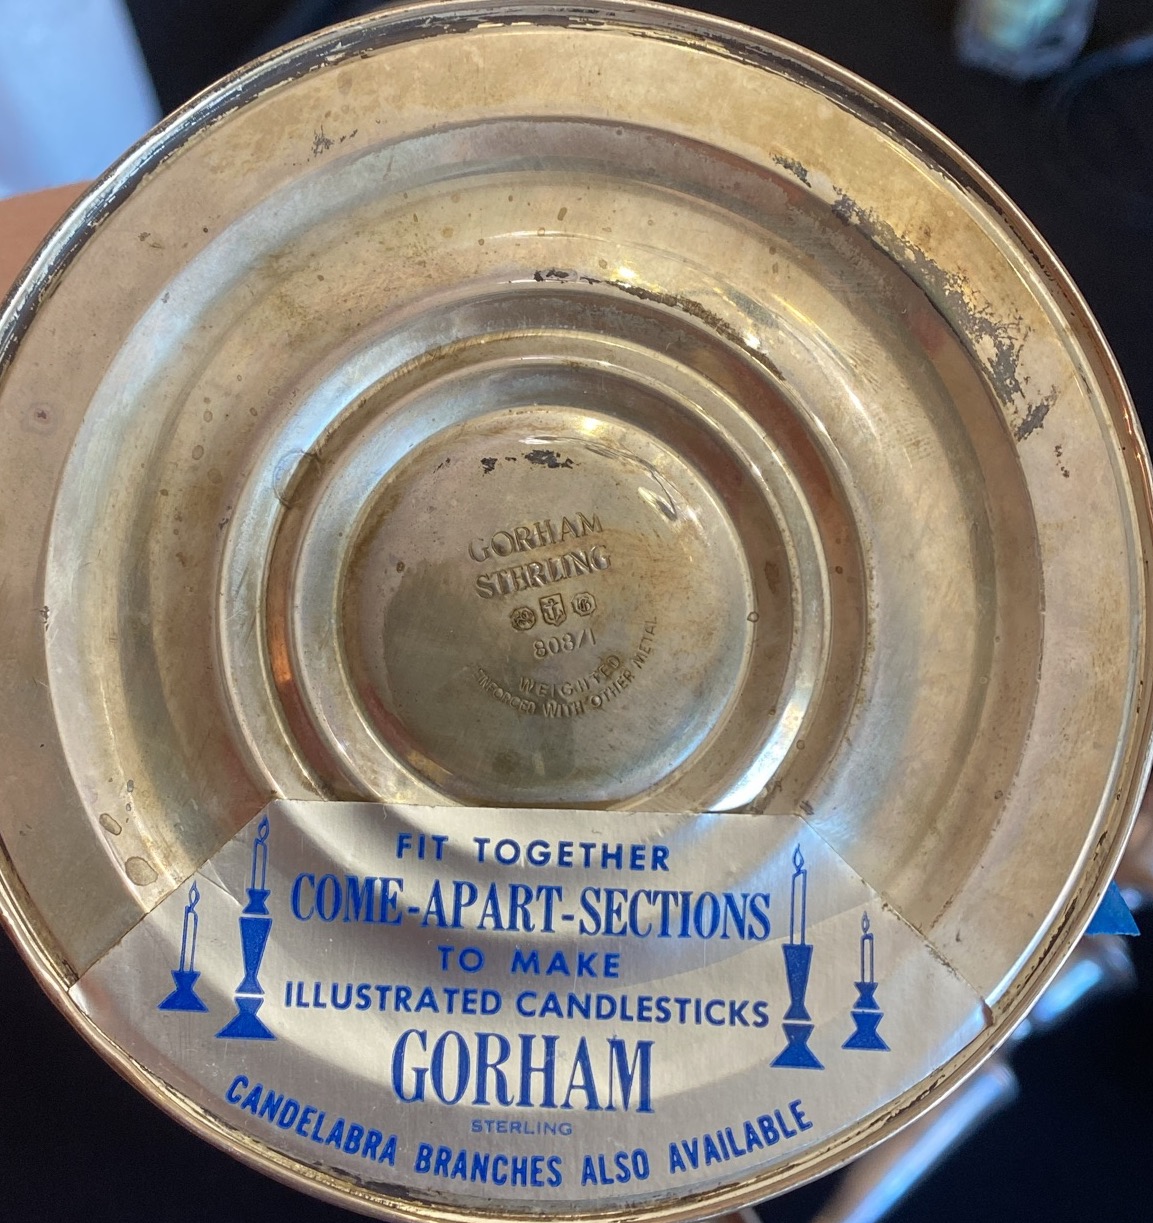 GORHAM
STERLING
808/1
WEIGHTED
REINFORCED WITH OTHER METAL
FIT TOGETHER
COME-APART-SECTIONS
TO MAKE
ILLUSTRATED CANDLESTICKS
GORHAM
STERLING
CANDELABRA BRANCHES ALSO AVAILABLE